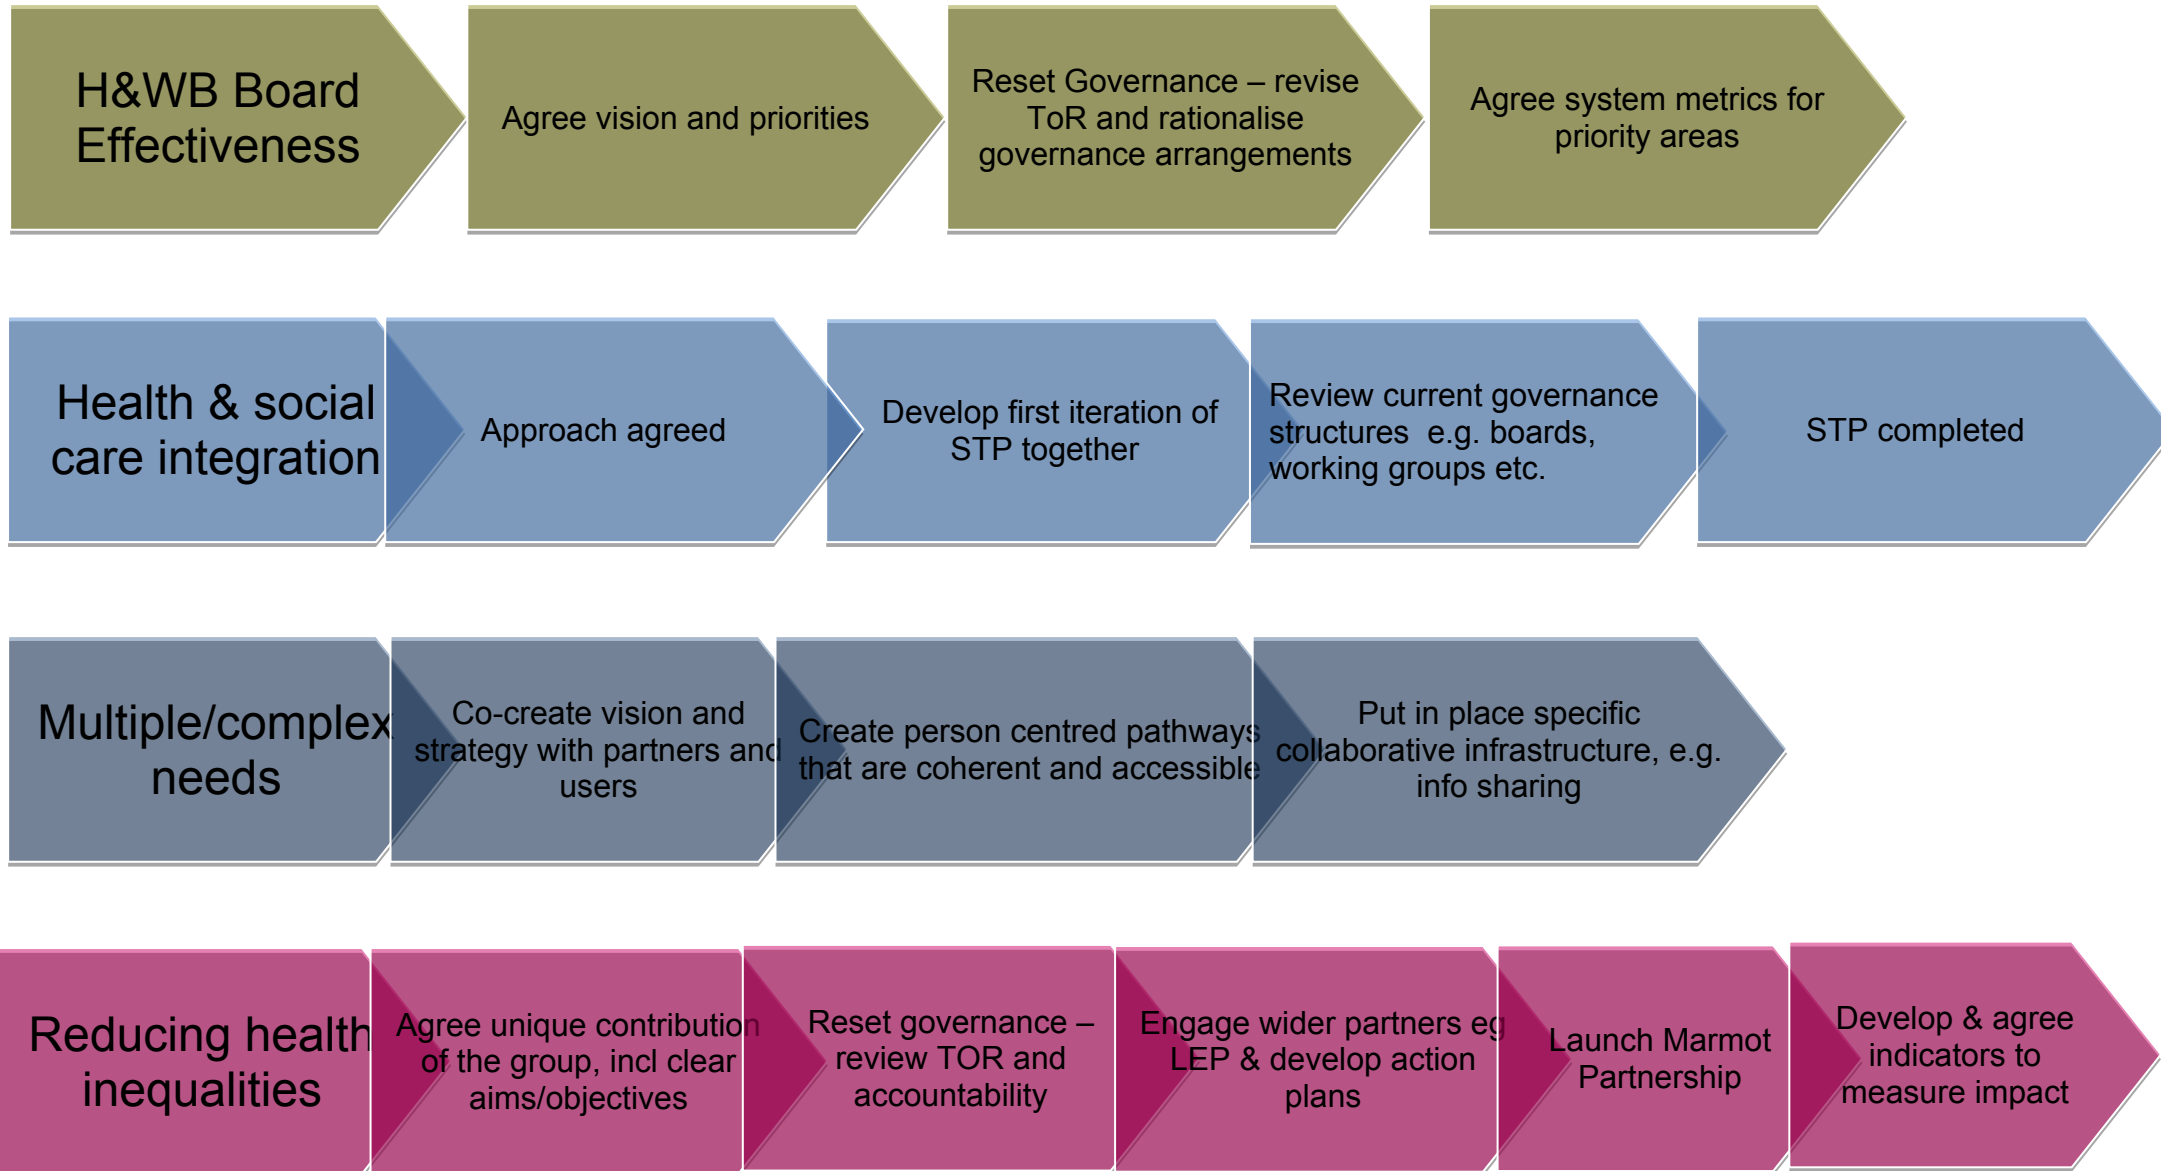 H&WB Board
Effectiveness
Agree vision and priorities
Reset Governance – revise
ToR and rationalise
governance arrangements
Agree system metrics for
priority areas
Health & social
care integration
Approach agreed
Develop first iteration of
STP together
Review current governance
structures  e.g. boards,
working groups etc.
STP completed
Multiple/complex
needs
Co-create vision and
strategy with partners and
users
Create person centred pathways
that are coherent and accessible
Put in place specific
collaborative infrastructure, e.g.
info sharing
Reducing health
inequalities
Agree unique contribution
of the group, incl clear
aims/objectives
Reset governance –
review TOR and
accountability
Engage wider partners eg
LEP & develop action
plans
Launch Marmot
Partnership
Develop & agree
indicators to
measure impact